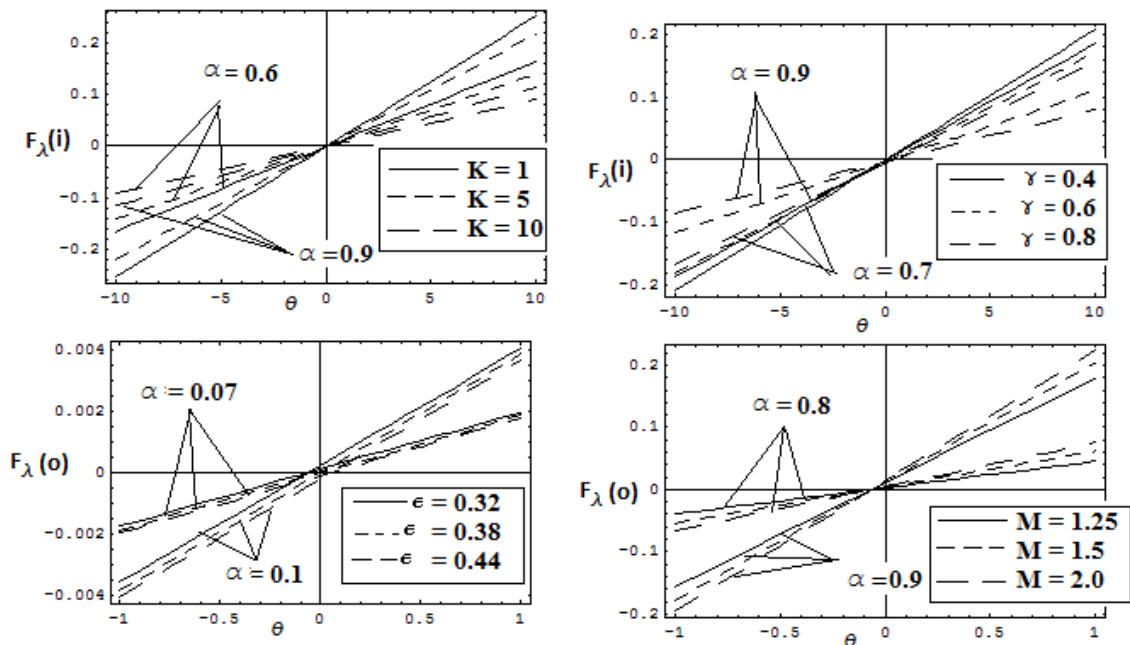 0.2
0.1
0
-0.1
-0.2
F λ (i)
α = 0.6
α = 0.9
K = 1
K = 5
K = 10
-10 -5 0 5 10
θ
0.2
0.1
0
-0.1
-0.2
F λ (i)
α = 0.9
α = 0.7
γ = 0.4
γ = 0.6
γ = 0.8
-10 -5 0 5 10
θ
0.004
0.002
0
-0.002
-0.004
F λ (o)
α = 0.07
α = 0.1
ϵ = 0.32
ϵ = 0.38
ϵ = 0.44
-1 -0.5 0 0.5 1
θ
0.2
0.1
0
-0.1
-0.2
F λ (o)
α = 0.8
α = 0.9
M = 1.25
M = 1.5
M = 2.0
-1 -0.5 0 0.5 1
θ